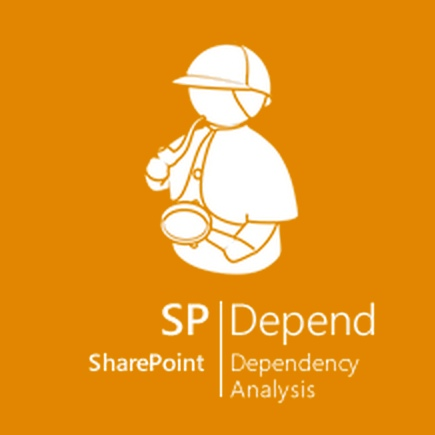 SP Depend
SharePoint Dependency
Analysis